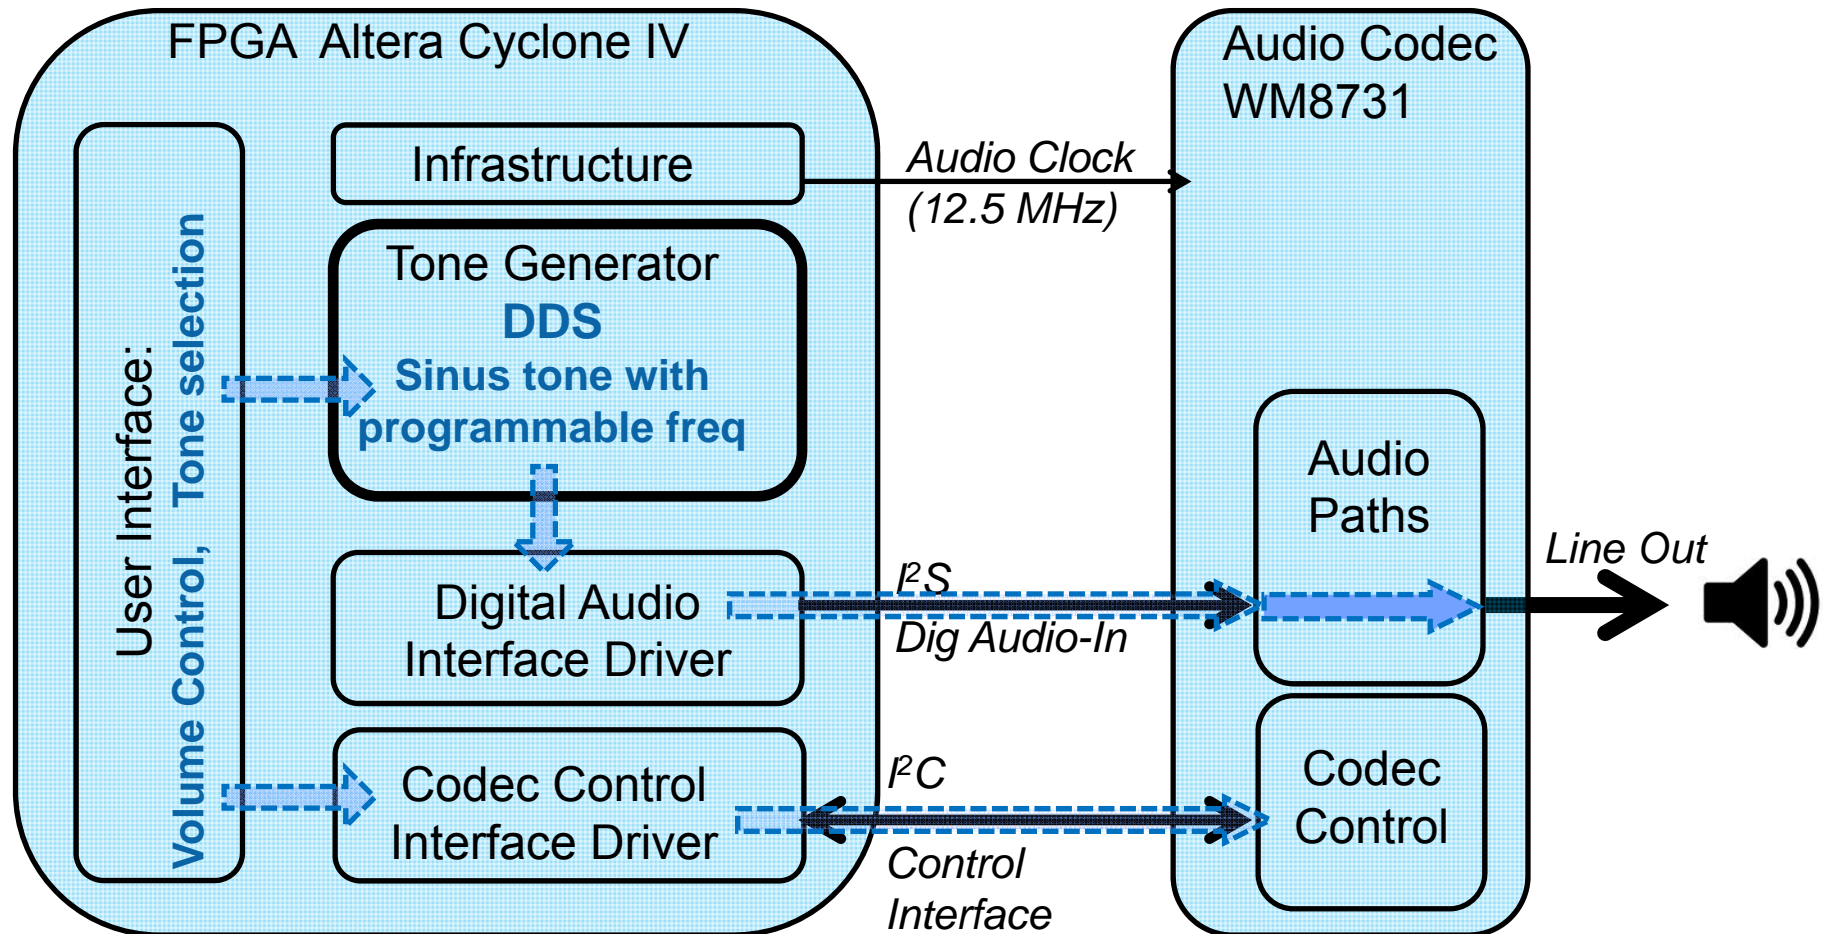 FPGA  Altera Cyclone IV
User Interface:
Volume Control,  Tone selection
Infrastructure
Tone Generator
DDS
Sinus tone with
programmable freq
Digital Audio
Interface Driver
Codec Control
Interface Driver
Audio Clock
(12.5 MHz)
I²S
Dig Audio-In
I²C
Control
Interface
Audio Codec
WM8731
Audio
Paths
Codec
Control
Line Out